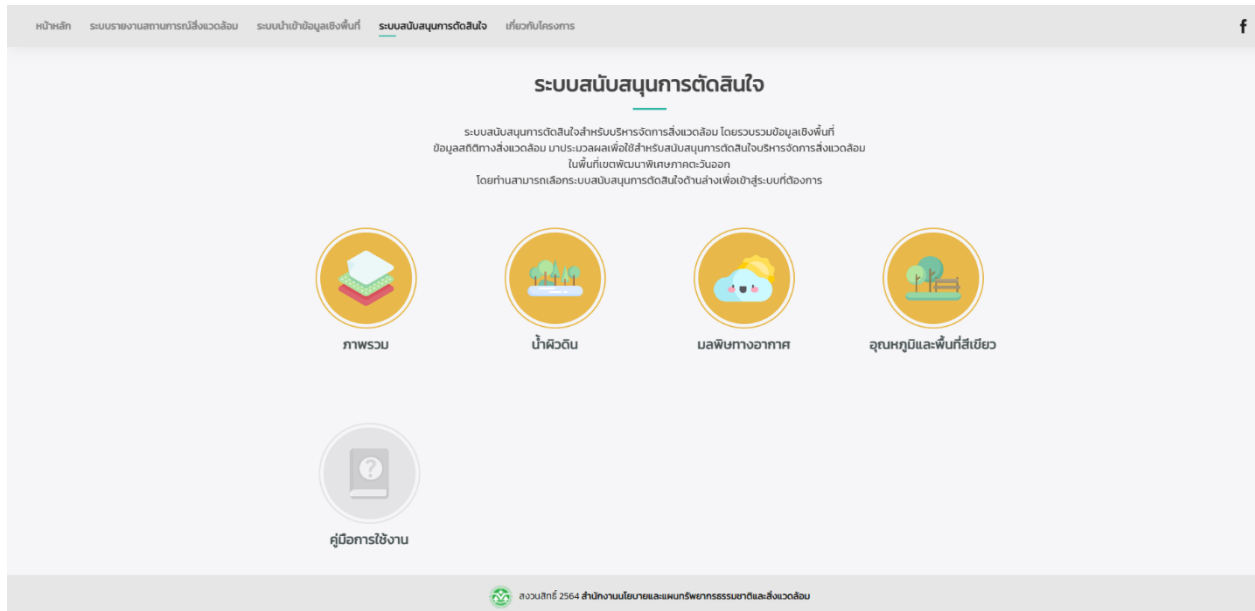 หน้าหลัก ระบบรายงานสถานการณ์สิ่งแวดล้อม ระบบนำเข้าข้อมูลเชิงพื้นที่ ระบบสนับสนุนการตัดสินใจ เกี่ยวกับโครงการ f
ระบบสนับสนุนการตัดสินใจ
ระบบสนับสนุนการตัดสินใจสำหรับบริหารจัดการสิ่งแวดล้อม โดยรวบรวมข้อมูลเชิงพื้นที่
ข้อมูลสถิติทางสิ่งแวดล้อม มาประมวลผลเพื่อใช้สำหรับสนับสนุนการตัดสินใจบริหารจัดการสิ่งแวดล้อม
ในพื้นที่เขตพัฒนาพิเศษภาคตะวันออก
โดยท่านสามารถเลือกระบบสนับสนุนการตัดสินใจด้านล่างเพื่อเข้าสู่ระบบที่ต้องการ
ภาพรวม น้ำผิวดิน มลพิษทางอากาศ อุณหภูมิและพื้นที่สีเขียว
?
คู่มือการใช้งาน
สงวนสิทธิ์ 2564 สำนักงานนโยบายและแผนทรัพยากรธรรมชาติและสิ่งแวดล้อม